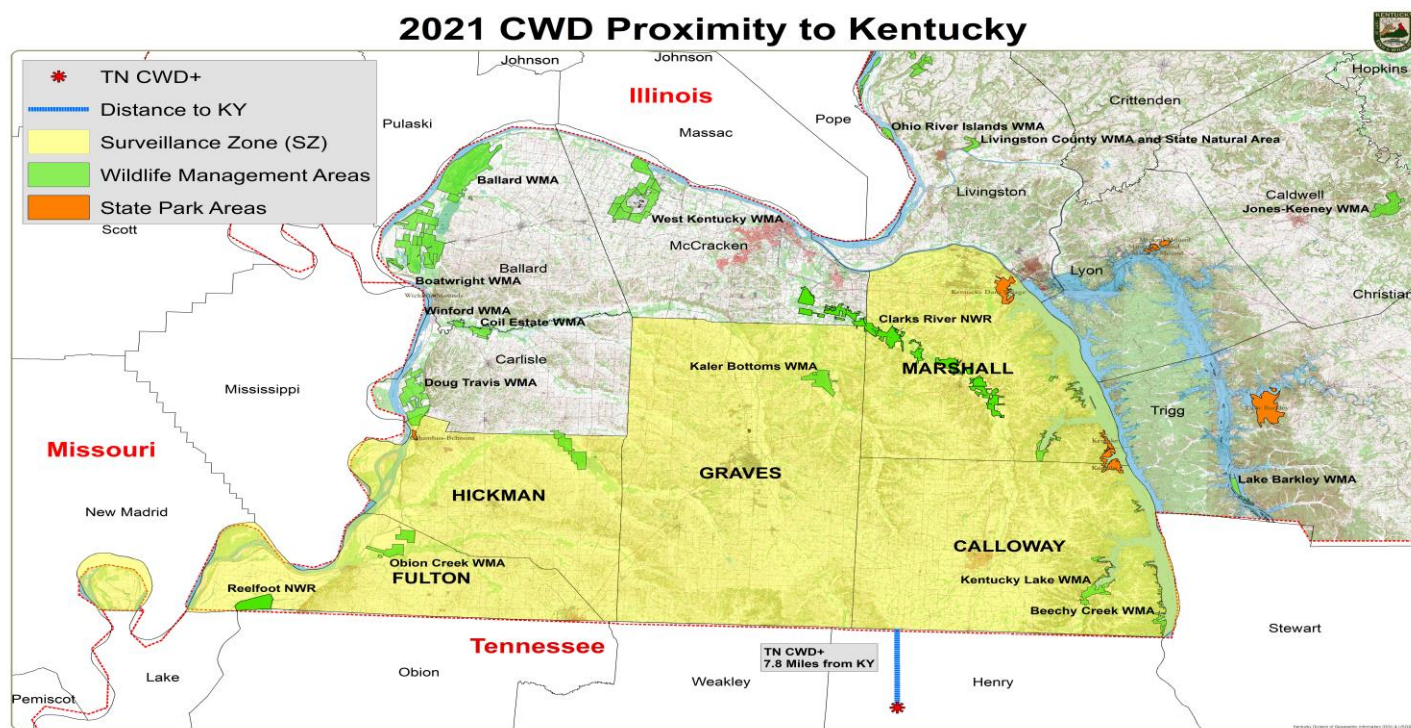 2021 CWD Proximity to Kentucky
KENTUCKY
TN CWD+
Distance to KY
Surveillance Zone (SZ)
Wildlife Management Areas
State Park Areas
Johnson
Johnson
Illinois
Pulaski
Massac
Pope
Hopkins
Crittenden
Ohio River Islands WMA
Livingston County WMA and State Natural Area
Ballard WMA
Livingston
Caldwell
Jones-Keeney WMA
Scott
West Kentucky WMA
McCracken
Ballard
Lyon
Boatwright WMA
Christian
Winford WMA
Coil Estate WMA
Clarks River NWR
Carlisle
Kaler Bottoms WMA
MARSHALL
Doug Travis WMA
Mississippi
Trigg
Columbus-Belmont
Missouri
GRAVES
Lake Barkley WMA
HICKMAN
New Madrid
CALLOWAY
Obion Creek WMA
FULTON
Kentucky Lake WMA
Reelfoot NWR
Beechy Creek WMA
Stewart
Tennessee
TN CWD+
7.8 Miles from KY
Lake
Obion
Weakley
Henry
Pemiscot